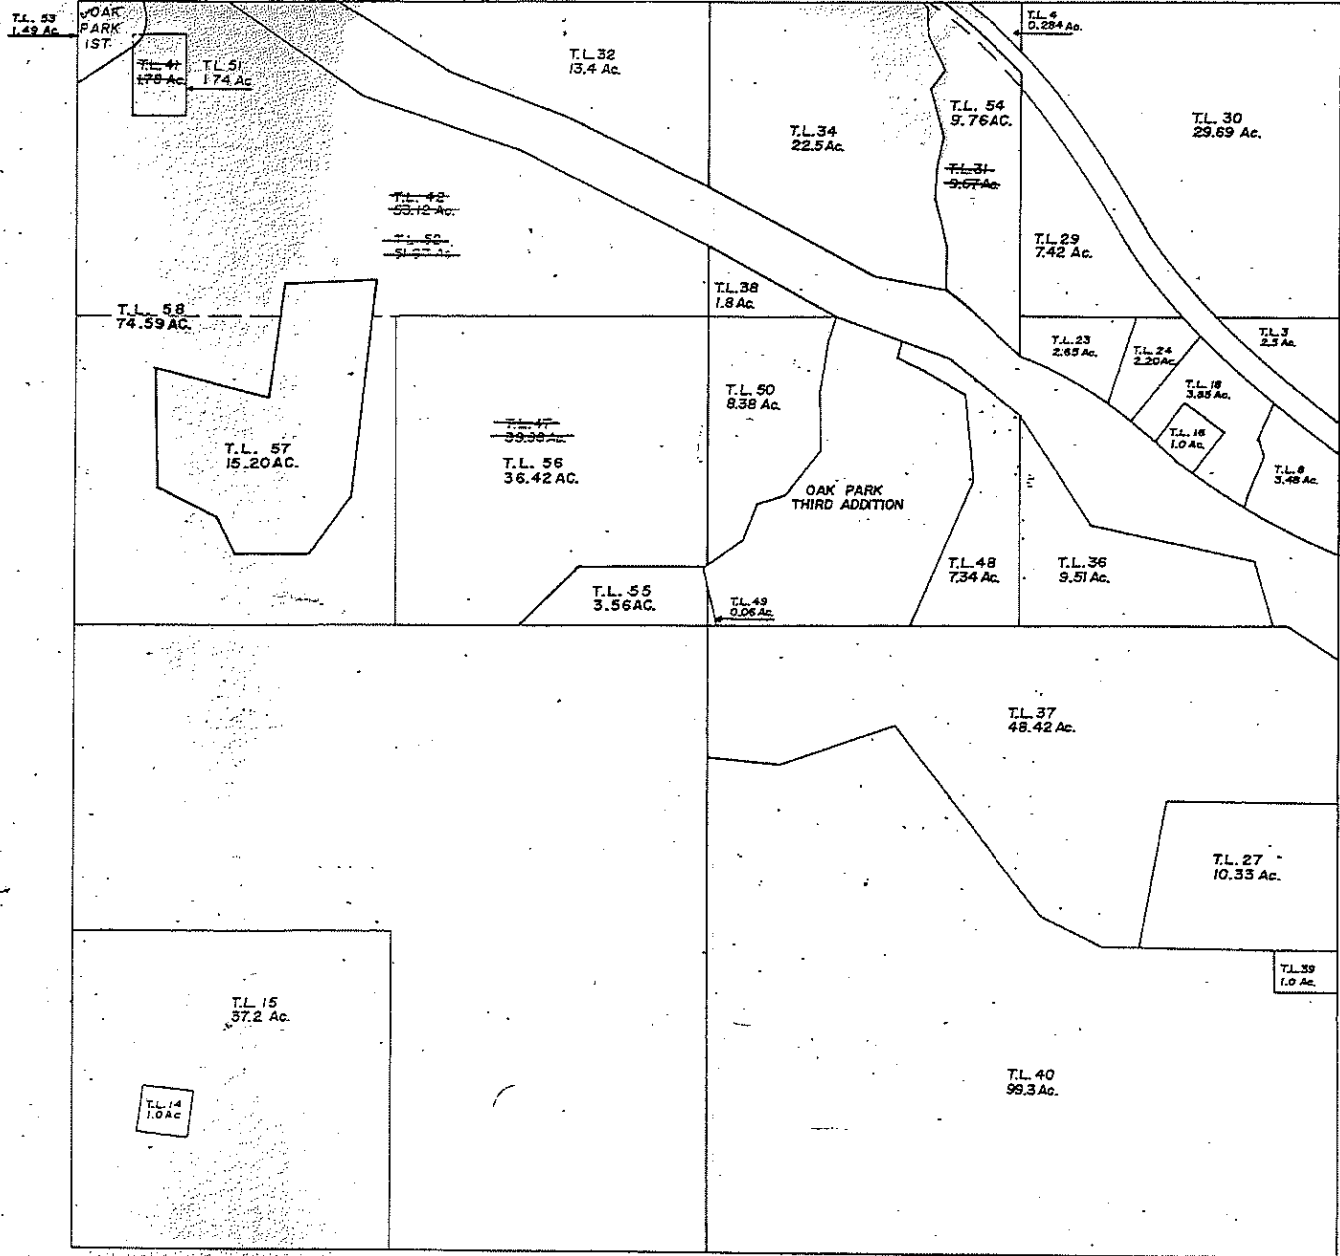 T.L. 53
1.49 Ac.
OAK
PARK
1ST.
T.L. 41
1.78 Ac.
T.L. 51
1.74 Ac
T.L. 32
13.4 Ac.
T.L. 4
0.284 Ac.
T.L. 34
22.5 Ac.
T.L. 54
9.76 AC.
T.L. 31
9.67 Ac.
T.L. 30
29.69 Ac.
T.L. 42
53.12 Ac.
T.L. 29
7.42 Ac.
T.L. 38
1.8 Ac.
T.L. 58
74.59 AC.
T.L. 23
2.65 Ac.
T.L. 24
2.20 Ac.
T.L. 3
2.3 Ac.
T.L. 18
3.85 Ac.
T.L. 50
8.38 Ac.
T.L. 16
1.0 Ac.
T.L. 47
T.L. 56
36.42 AC.
T.L. 57
15.20 AC.
T.L. 8
3.48 Ac.
OAK PARK
THIRD ADDITION
T.L. 48
7.34 Ac.
T.L. 36
9.51 Ac.
T.L. 55
3.56 AC.
T.L. 49
0.06 Ac.
T.L. 37
48.42 Ac.
T.L. 27
10.33 Ac.
T.L. 39
1.0 Ac.
T.L. 15
37.2 Ac.
T.L. 40
99.3 Ac.
T.L. 14
1.0 Ac